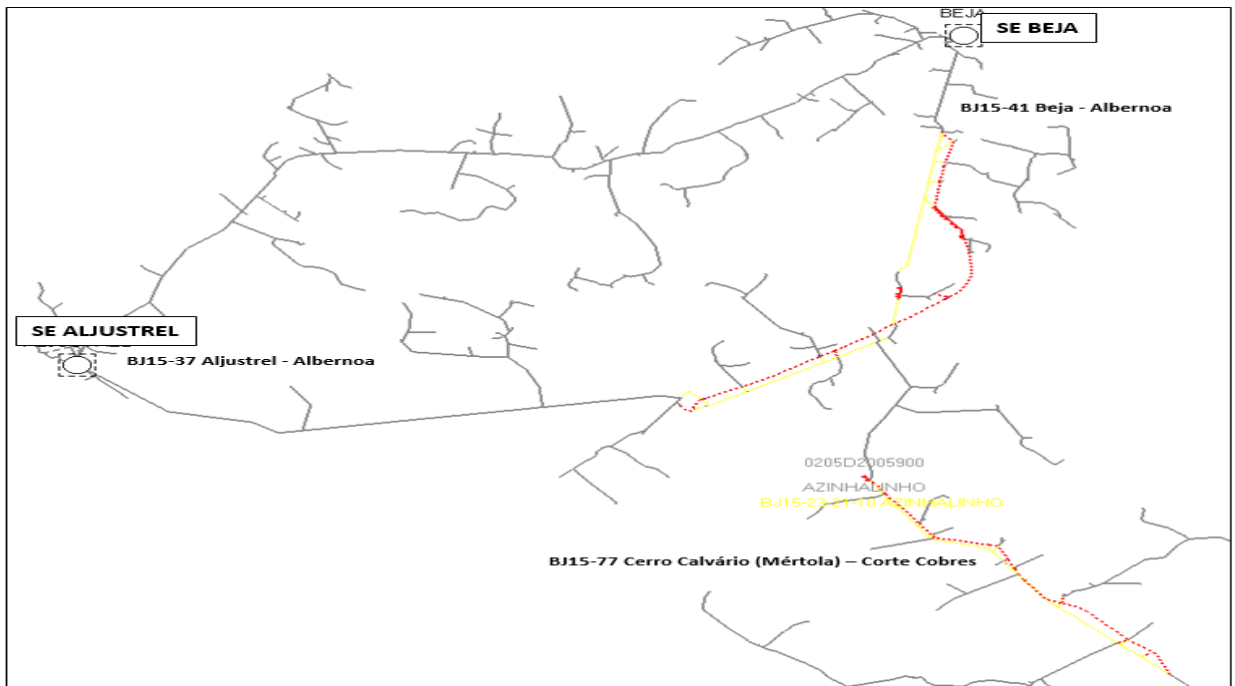 BEJA
SE BEJA
BJ15-41 Beja - Albernoa
SE ALJUSTREL
BJ15-37 Aljustrel - Albernoa
0205D2005900
AZINHALINHO
BJ15-23-21-10 AZINHALINHO
BJ15-77 Cerro Calvário (Mértola) – Corte Cobres